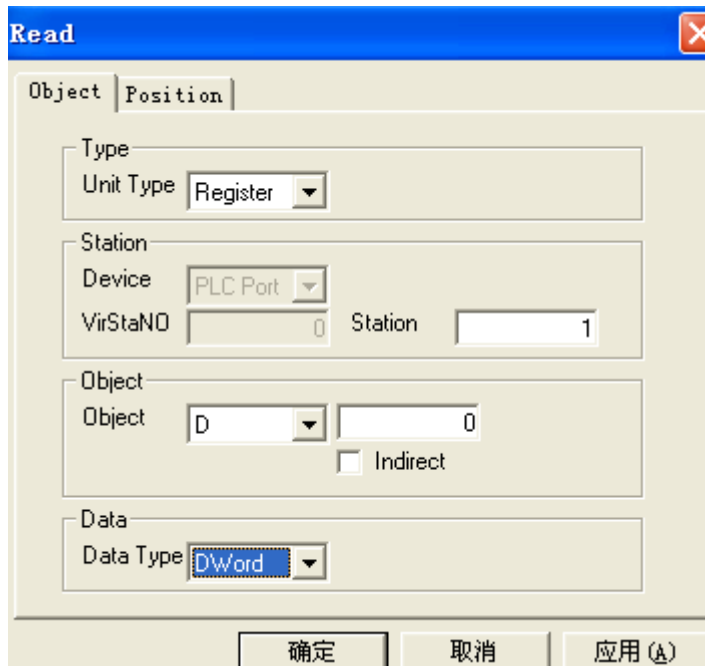 Read
Object Position
Type
Unit Type Register
Station
Device PLC Port
VirStaNO 0 Station 1
Object
Object D 0
Indirect
Data
Data Type DWord
确定 取消 应用(A)